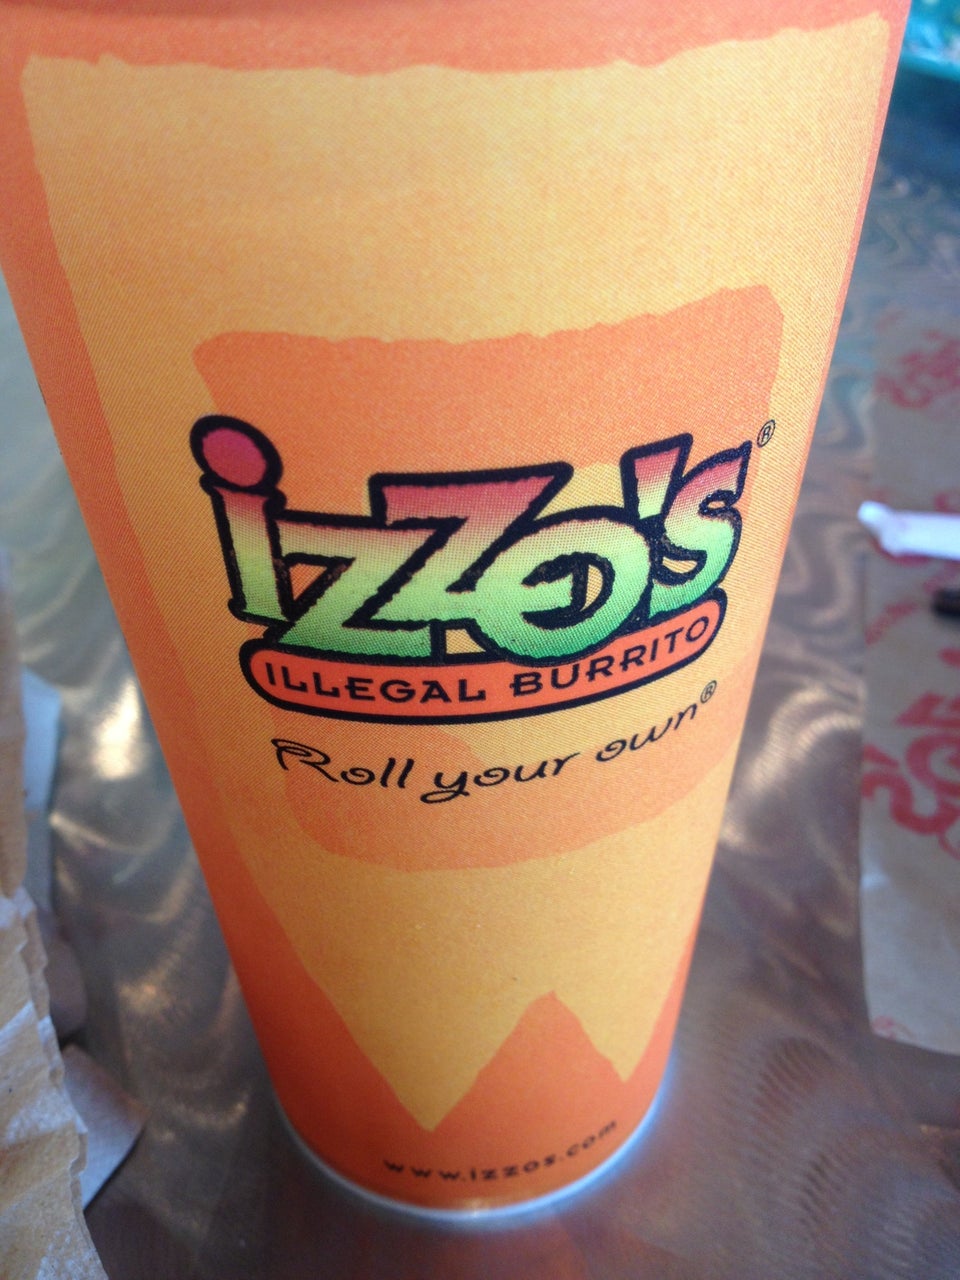 izzo's®
ILLEGAL BURRITO
Roll your own®
www.izzos.com